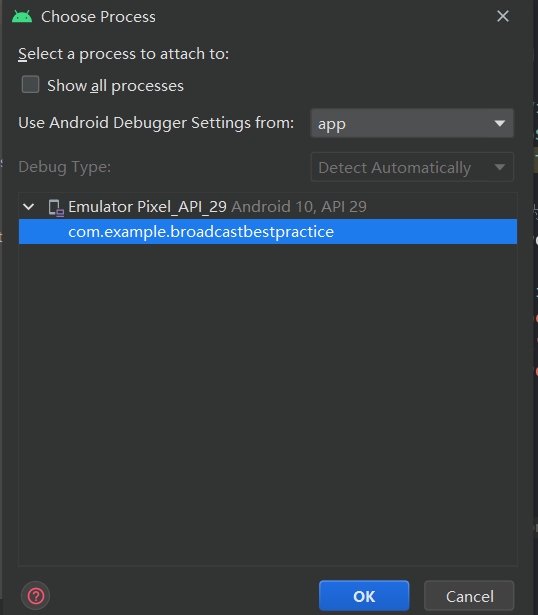 Choose Process
Select a process to attach to:
Show all processes
Use Android Debugger Settings from: app
Debug Type: Detect Automatically
Emulator Pixel_API_29 Android 10, API 29
com.example.broadcastbestpractice
OK Cancel